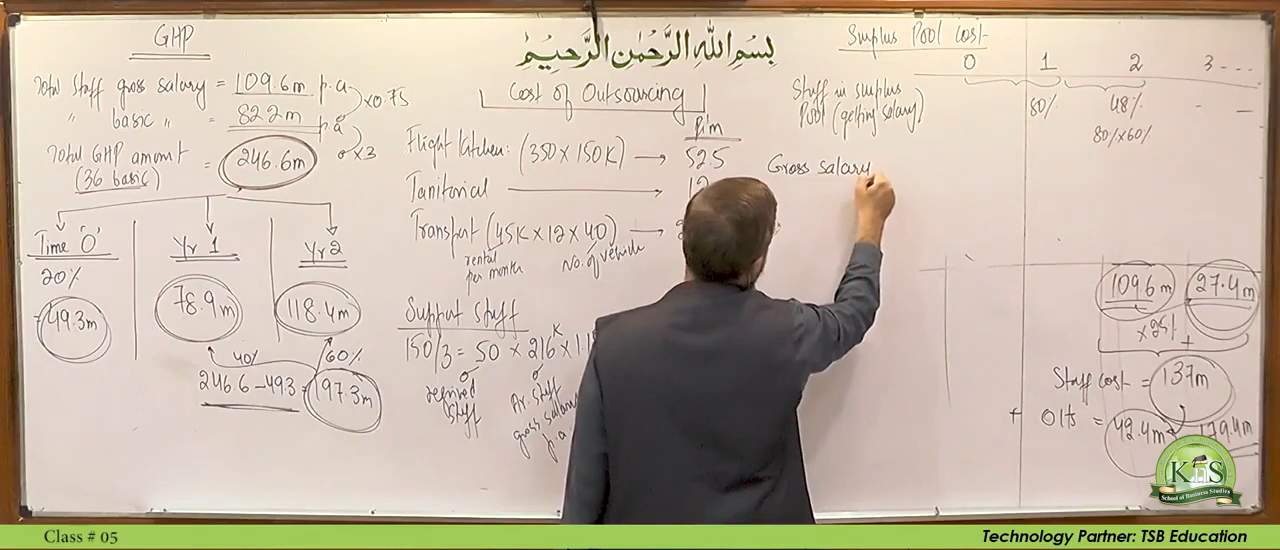 GHP
Total Staff gross salary = 109.6m p.a
" basic " = 82.2m p.a
x0.75
x3
Total GHP amount = 246.6m
(36 basic)
Time '0'
20%
=49.3m
Yr 1
78.9m
Yr 2
118.4m
40%
60%
246.6 - 49.3 = 197.3m
بِسْمِ اللهِ الرَّحْمٰنِ الرَّحِيْمِ
Cost of Outsourcing
P.m
Flight Kitchen: (350 x 150K) → 52.5
Janitorial → 12
Transport (45K x 12 x 40) →
rental per month
No. of vehicle
Support Staff
150/3 = 50 x 216K x 1.1
required staff
Av. staff gross salary p.a
Surplus Pool Cost
0 1 2 3 ....
Staff in surplus Pool (getting salary)
80% 48% - -
80% x 60%
Gross salary
109.6m 27.4m
x25%
+
Staff cost = 137m
+ O/Hs = 42.4m
179.4m
KIIS
School of Business Studies
Class # 05
Technology Partner: TSB Education